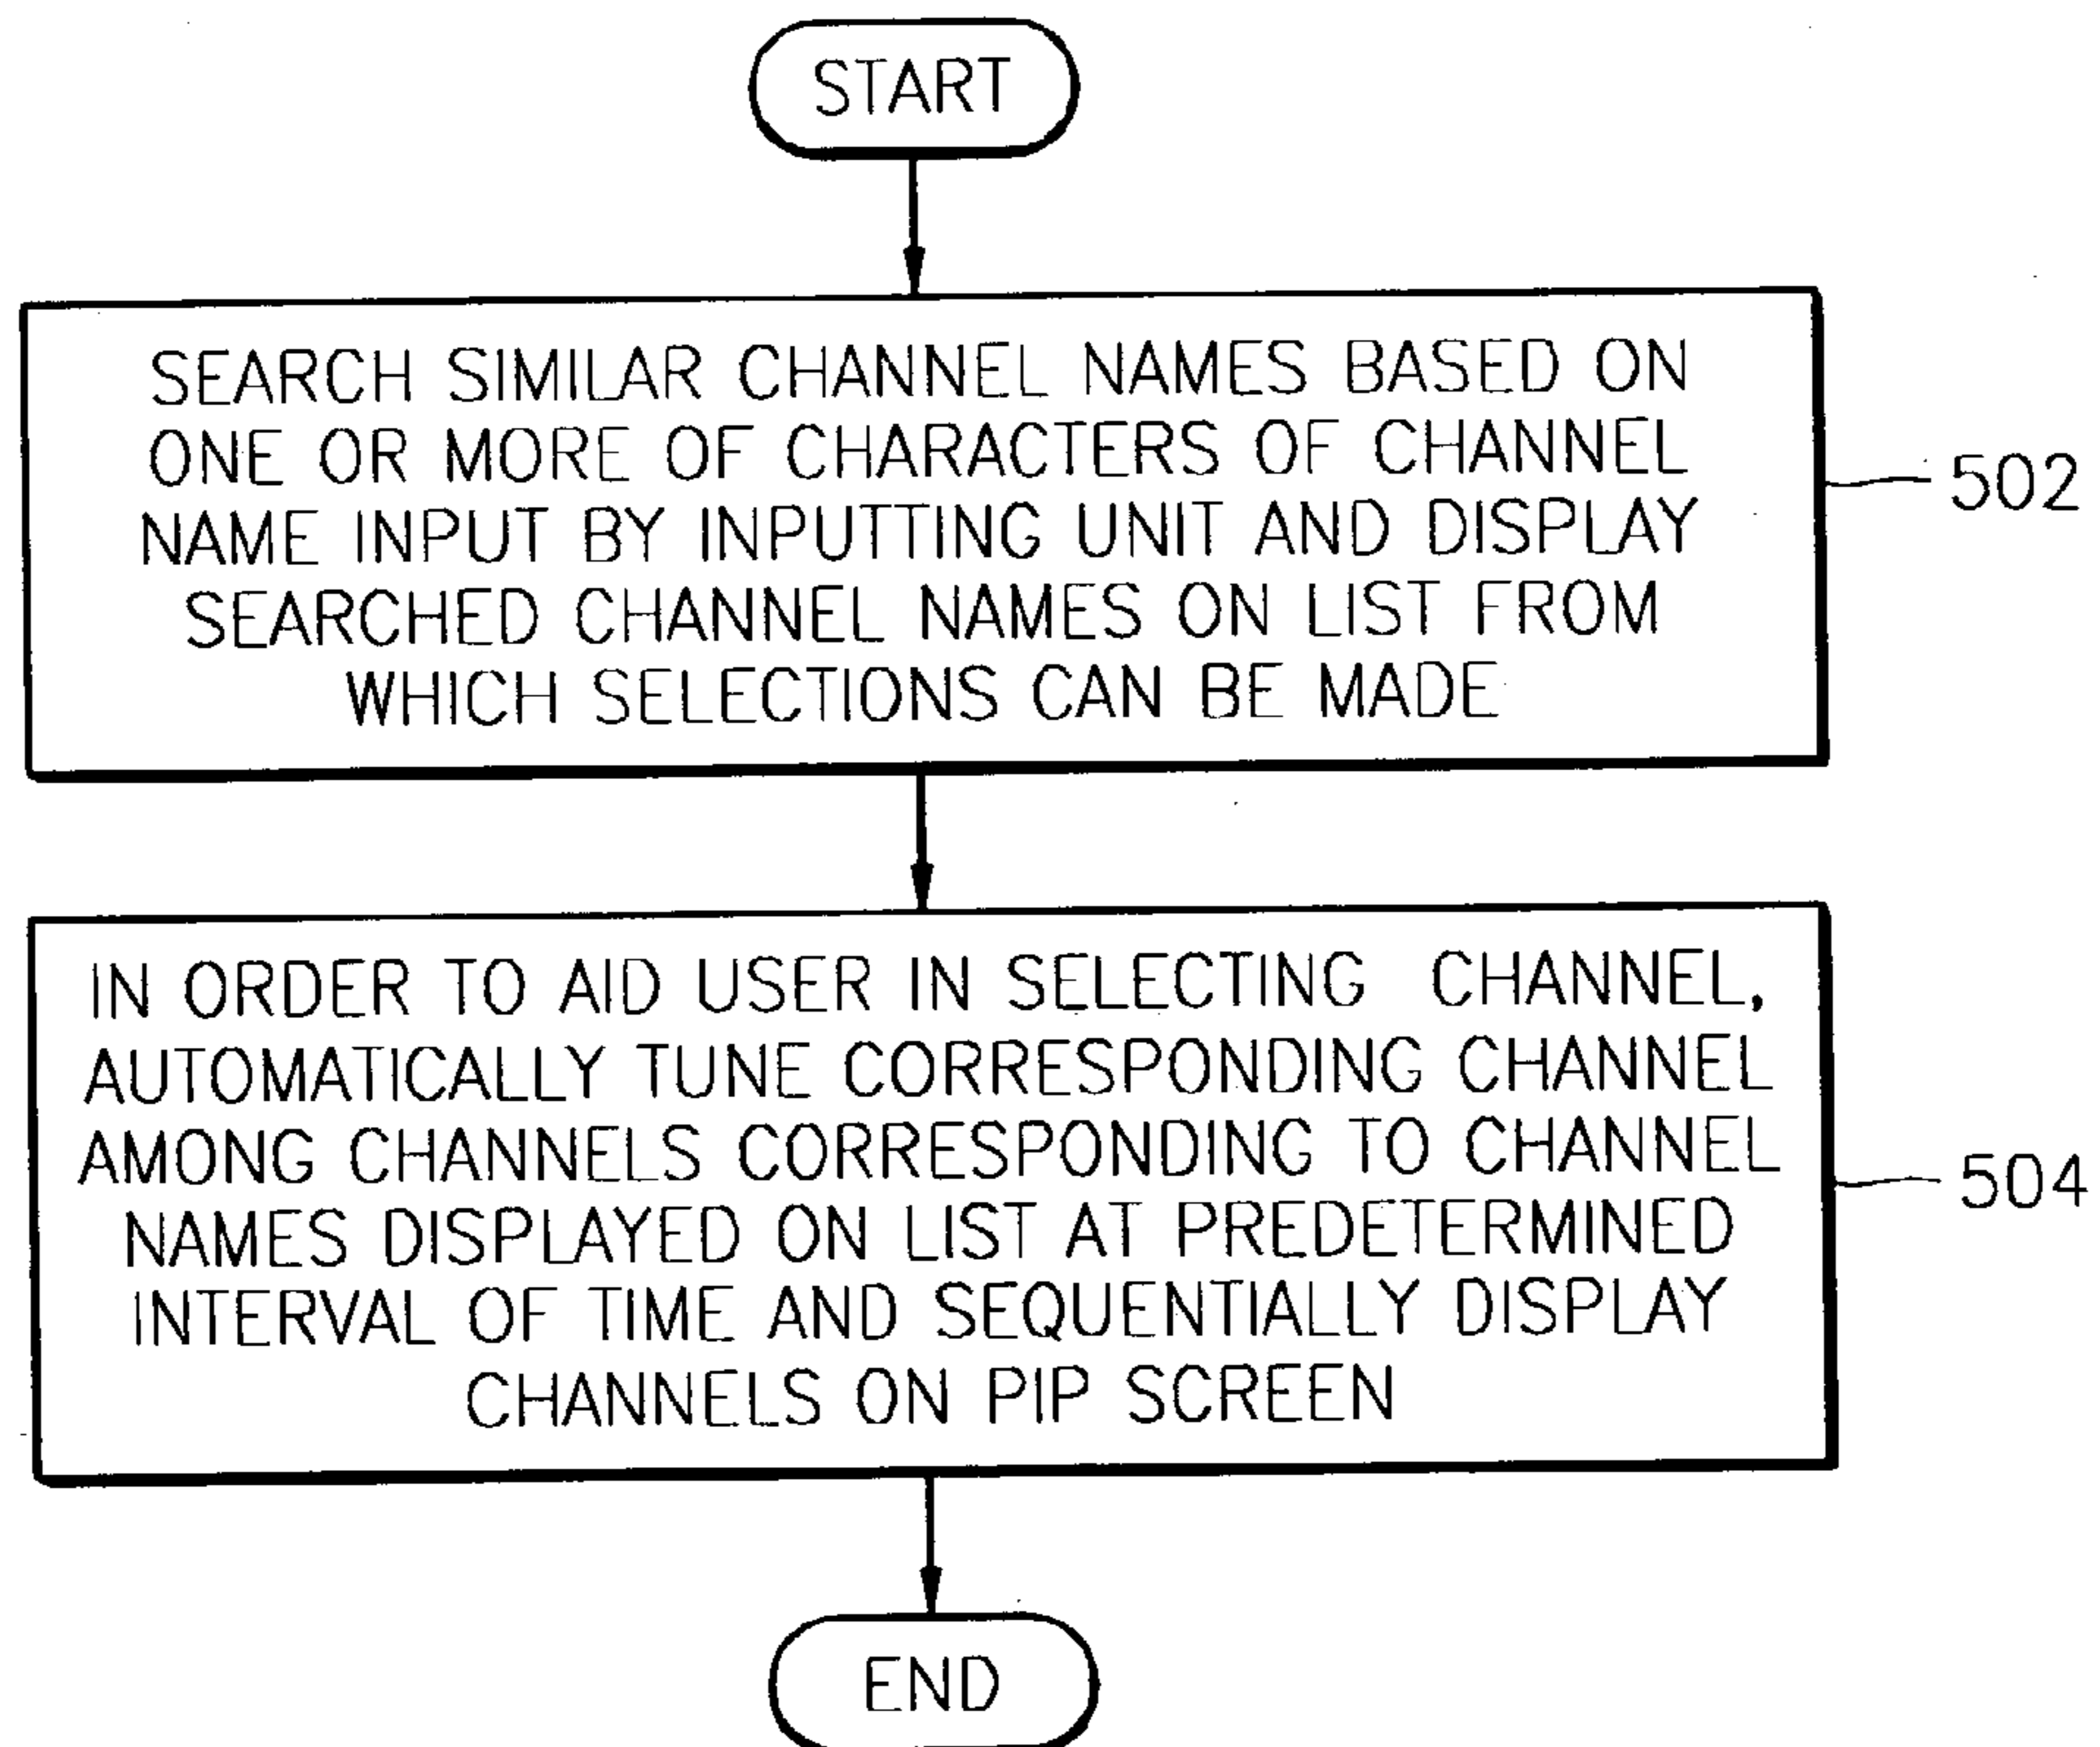 START
SEARCH SIMILAR CHANNEL NAMES BASED ON
ONE OR MORE OF CHARACTERS OF CHANNEL
NAME INPUT BY INPUTTING UNIT AND DISPLAY
SEARCHED CHANNEL NAMES ON LIST FROM
WHICH SELECTIONS CAN BE MADE
502
IN ORDER TO AID USER IN SELECTING CHANNEL,
AUTOMATICALLY TUNE CORRESPONDING CHANNEL
AMONG CHANNELS CORRESPONDING TO CHANNEL
NAMES DISPLAYED ON LIST AT PREDETERMINED
INTERVAL OF TIME AND SEQUENTIALLY DISPLAY
CHANNELS ON PIP SCREEN
504
END